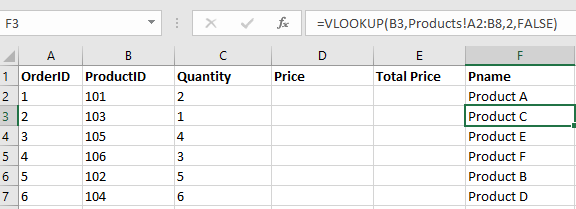 F3 fx =VLOOKUP(B3,Products!A2:B8,2,FALSE)
A B C D E F
1 OrderID ProductID Quantity Price Total Price Pname
2 1 101 2 Product A
3 2 103 1 Product C
4 3 105 4 Product E
5 4 106 3 Product F
6 5 102 5 Product B
7 6 104 6 Product D